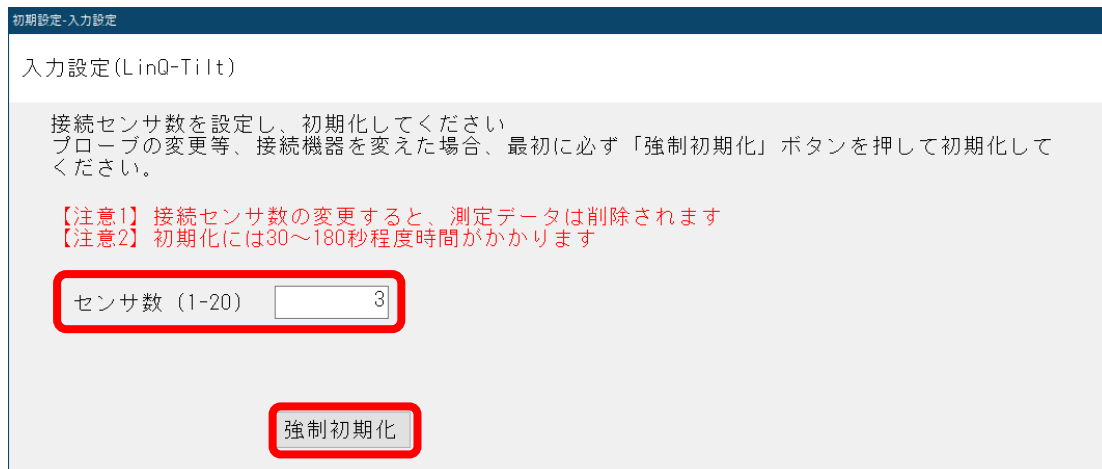 初期設定-入力設定
入力設定(LinQ-Tilt)
接続センサ数を設定し、初期化してください
プローブの変更等、接続機器を変えた場合、最初に必ず「強制初期化」ボタンを押して初期化して
ください。
【注意1】接続センサ数の変更すると、測定データは削除されます
【注意2】初期化には30～180秒程度時間がかかります
センサ数 (1-20) 3
強制初期化